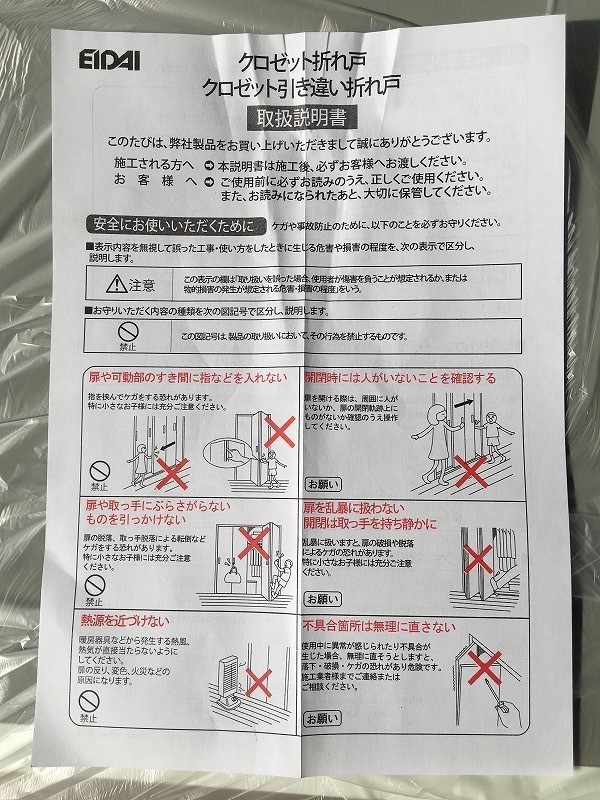 EIDAI
クロゼット折れ戸
クロゼット引き違い折れ戸
取扱説明書
このたびは、弊社製品をお買い上げいただきまして誠にありがとうございます。
施工される方へ ➲ 本説明書は施工後、必ずお客様へお渡しください。
お客様へ ➲ ご使用前に必ずお読みのうえ、正しくご使用ください。
また、お読みになられたあと、大切に保管してください。
安全にお使いいただくために ケガや事故防止のために、以下のことを必ずお守りください。
■表示内容を無視して誤った工事・使い方をしたときに生じる危害や損害の程度を、次の表示で区分し、
説明します。
注意
この表示の欄は「取り扱いを誤った場合、使用者が傷害を負うことが想定されるか、または
物的損害の発生が想定される危害・損害の程度」をいう。
■お守りいただく内容の種類を次の図記号で区分し、説明します。
禁止
この図記号は、製品の取り扱いにおいて、その行為を禁止するものです。
扉や可動部のすき間に指などを入れない
指を挟んでケガをする恐れがあります。
特に小さなお子様には充分ご注意ください。
禁止
開閉時には人がいないことを確認する
扉を開ける際は、周囲に人が
いないか、扉の開閉軌跡上に
ものがないか確認のうえ操作
してください。
お願い
扉や取っ手にぶらさがらない
ものを引っかけない
扉の脱落、取っ手脱落による転倒など
ケガをする恐れがあります。
特に小さなお子様には充分ご注意
ください。
禁止
扉を乱暴に扱わない
開閉は取っ手を持ち静かに
乱暴に扱いますと、扉の破損や脱落
によるケガの恐れがあります。
特に小さなお子様には充分ご注意
ください。
お願い
熱源を近づけない
暖房器具などから発生する熱風、
熱気が直接当たらないように
してください。
扉の反り、変色、火災などの
原因になります。
禁止
不具合箇所は無理に直さない
使用中に異常が感じられたり不具合が
生じた場合、無理に直そうとしますと、
落下・破損・ケガの恐れがあり危険です。
施工業者様までご連絡または
ご相談ください。
お願い